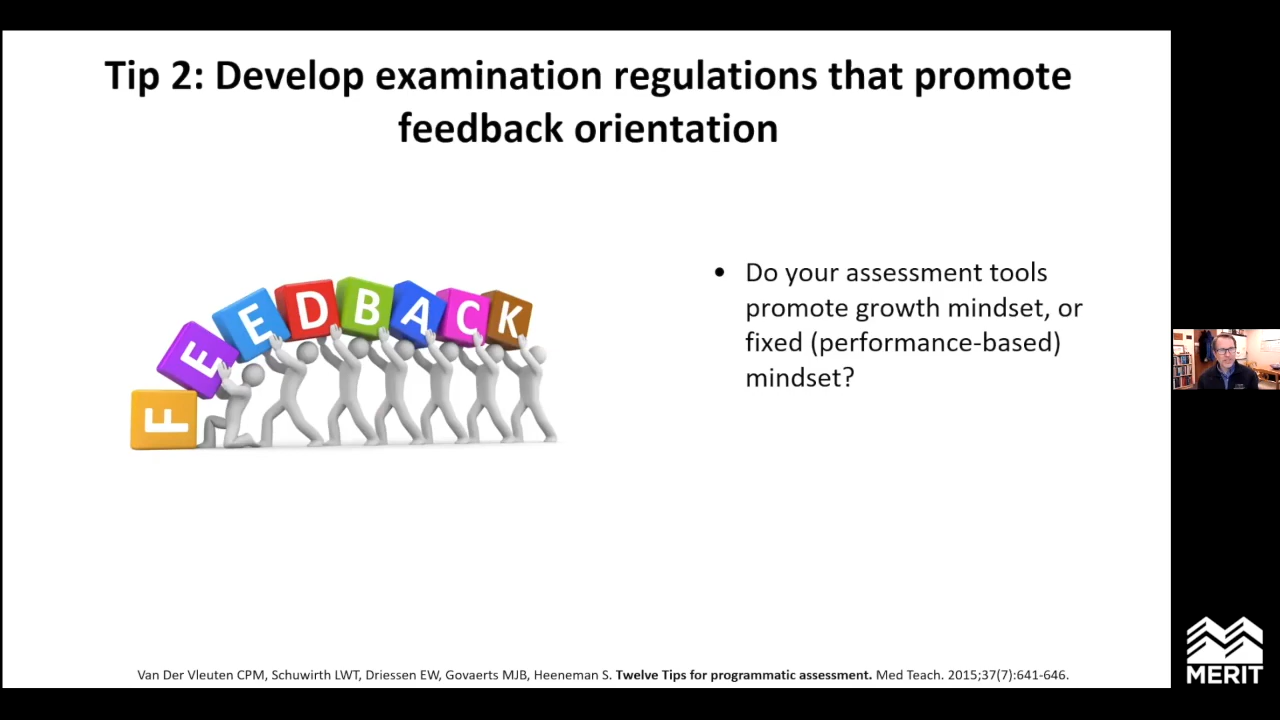 Tip 2: Develop examination regulations that promote
feedback orientation
FEEDBACK
• Do your assessment tools
promote growth mindset, or
fixed (performance-based)
mindset?
Van Der Vleuten CPM, Schuwirth LWT, Driessen EW, Govaerts MJB, Heeneman S. Twelve Tips for programmatic assessment. Med Teach. 2015;37(7):641-646.
MERIT